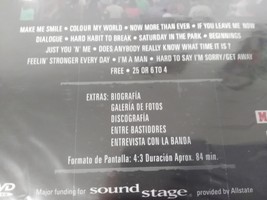 MAKE ME SMILE • COLOUR MY WORLD • NOW MORE THAN EVER • IF YOU LEAVE ME NOW
DIALOGUE • HARD HABIT TO BREAK • SATURDAY IN THE PARK • BEGINNINGS
JUST YOU 'N' ME • DOES ANYBODY REALLY KNOW WHAT TIME IT IS ?
FEELIN' STRONGER EVERY DAY • I'M A MAN • HARD TO SAY I'M SORRY/GET AWAY
FREE • 25 OR 6 TO 4
EXTRAS: BIOGRAFÍA
GALERÍA DE FOTOS
DISCOGRAFIA
ENTRE BASTIDORES
ENTREVISTA CON LA BANDA
Formato de Pantalla: 4:3 Duración Aprox. 84 min.
Major funding for sound stage. provided by Allstate